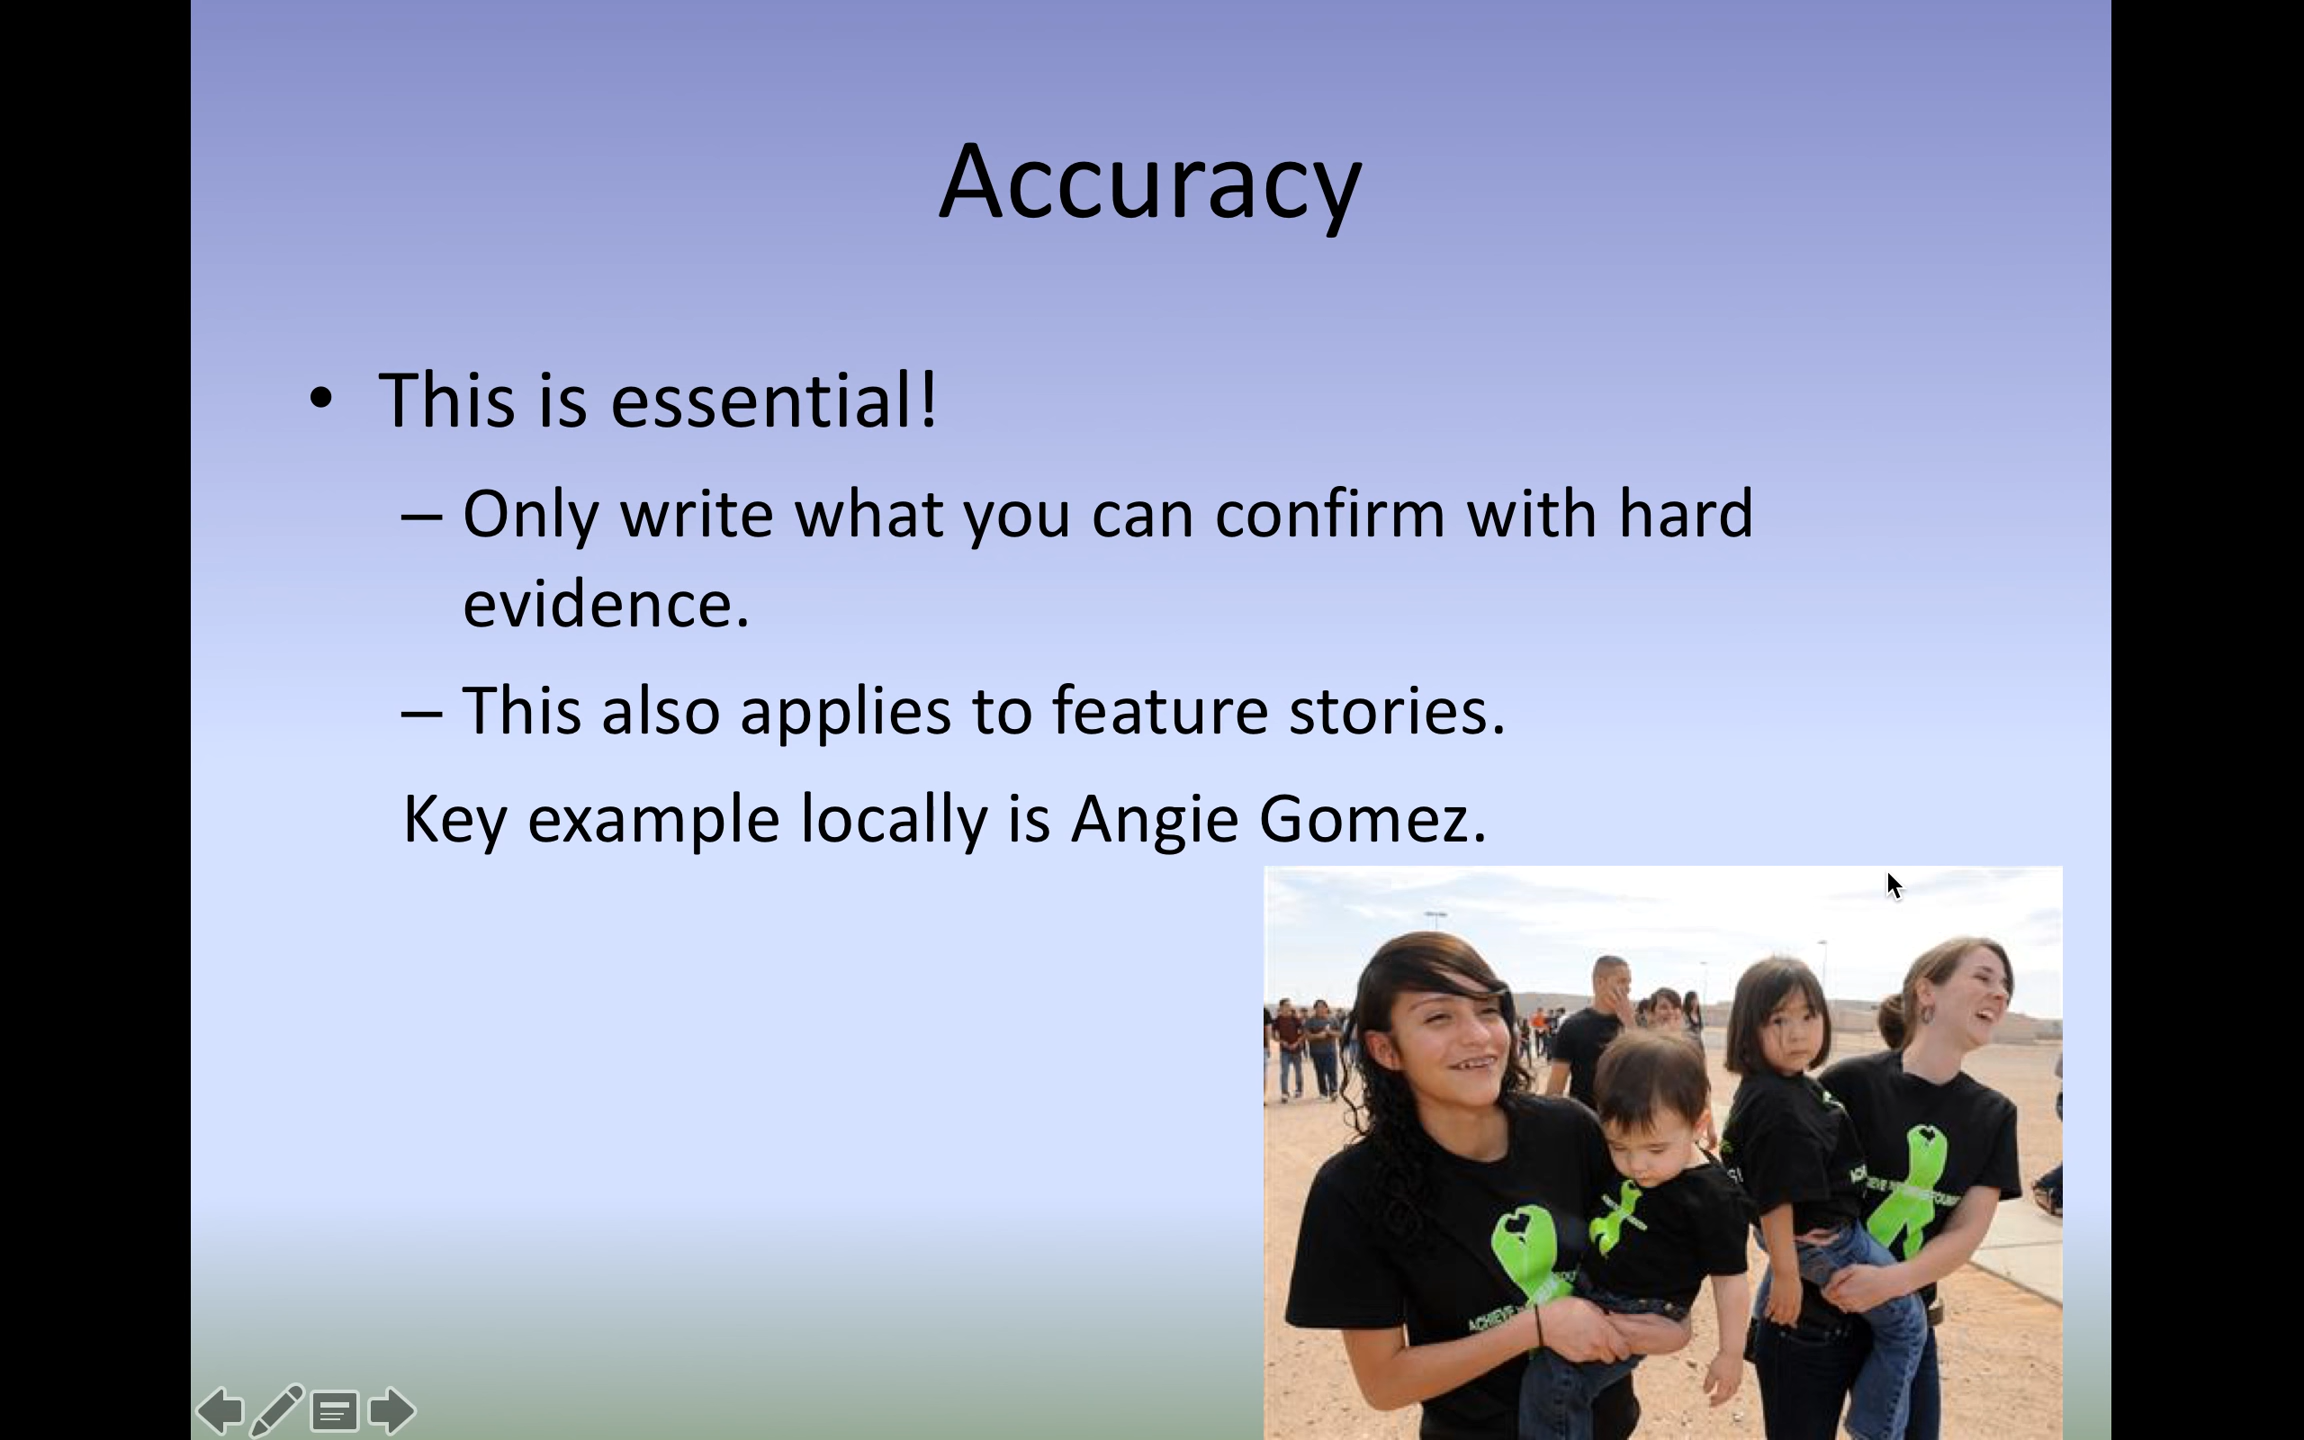 Accuracy
• This is essential!
– Only write what you can confirm with hard
evidence.
– This also applies to feature stories.
Key example locally is Angie Gomez.
ACHIEVE